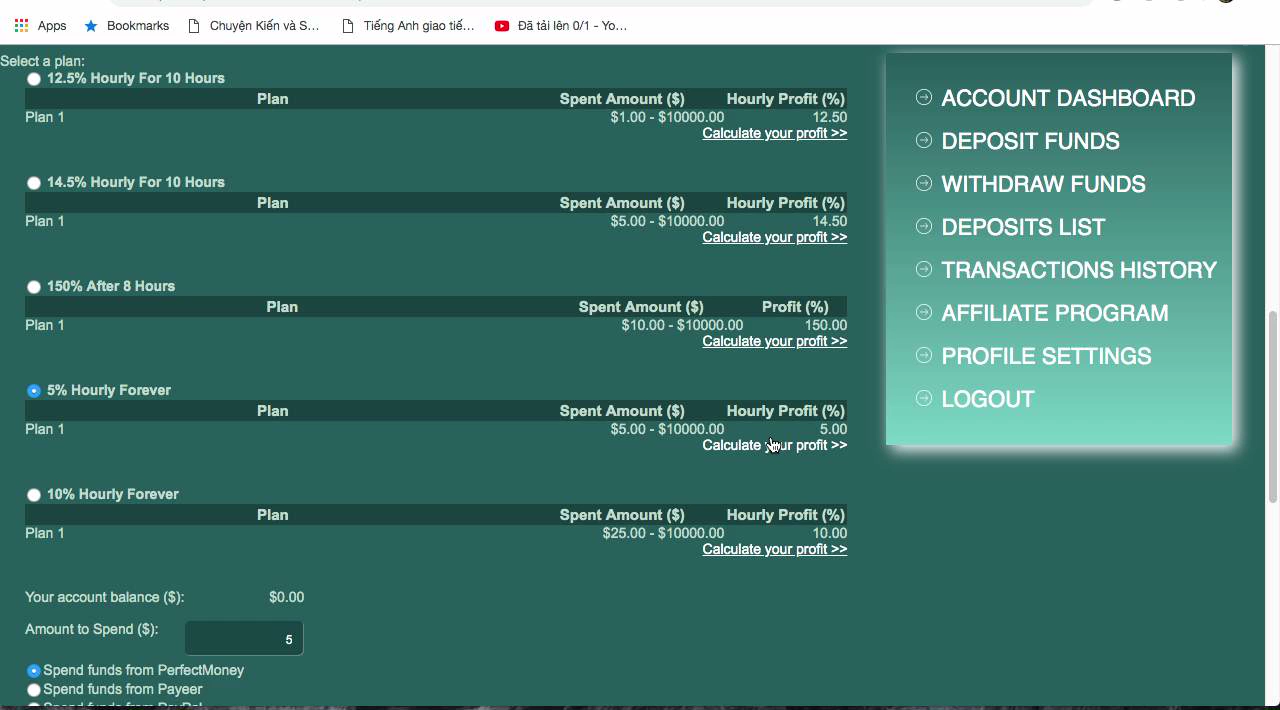 Apps Bookmarks Chuyện Kiến và S... Tiếng Anh giao tiế... Đã tải lên 0/1 - Yo...
Select a plan:
12.5% Hourly For 10 Hours
Plan Spent Amount ($) Hourly Profit (%)
Plan 1 $1.00 - $10000.00 12.50
Calculate your profit >>
14.5% Hourly For 10 Hours
Plan Spent Amount ($) Hourly Profit (%)
Plan 1 $5.00 - $10000.00 14.50
Calculate your profit >>
150% After 8 Hours
Plan Spent Amount ($) Profit (%)
Plan 1 $10.00 - $10000.00 150.00
Calculate your profit >>
5% Hourly Forever
Plan Spent Amount ($) Hourly Profit (%)
Plan 1 $5.00 - $10000.00 5.00
Calculate your profit >>
10% Hourly Forever
Plan Spent Amount ($) Hourly Profit (%)
Plan 1 $25.00 - $10000.00 10.00
Calculate your profit >>
Your account balance ($): $0.00
Amount to Spend ($): 5
Spend funds from PerfectMoney
Spend funds from Payeer
Spend funds from PayPal
ACCOUNT DASHBOARD
DEPOSIT FUNDS
WITHDRAW FUNDS
DEPOSITS LIST
TRANSACTIONS HISTORY
AFFILIATE PROGRAM
PROFILE SETTINGS
LOGOUT